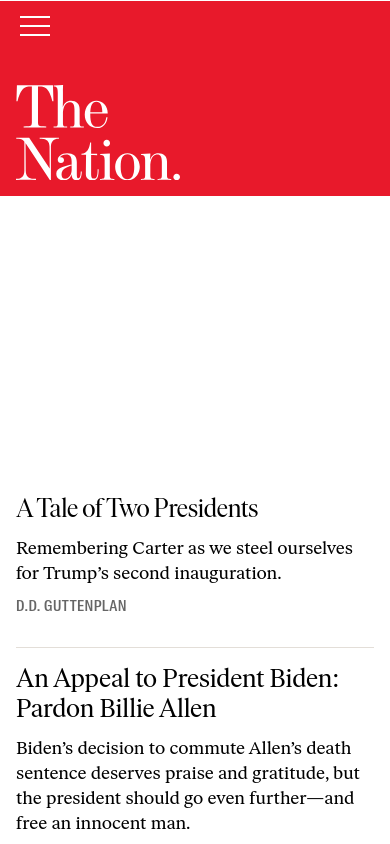 The
Nation.
A Tale of Two Presidents
Remembering Carter as we steel ourselves
for Trump’s second inauguration.
D.D. GUTTENPLAN
An Appeal to President Biden:
Pardon Billie Allen
Biden’s decision to commute Allen’s death
sentence deserves praise and gratitude, but
the president should go even further—and
free an innocent man.